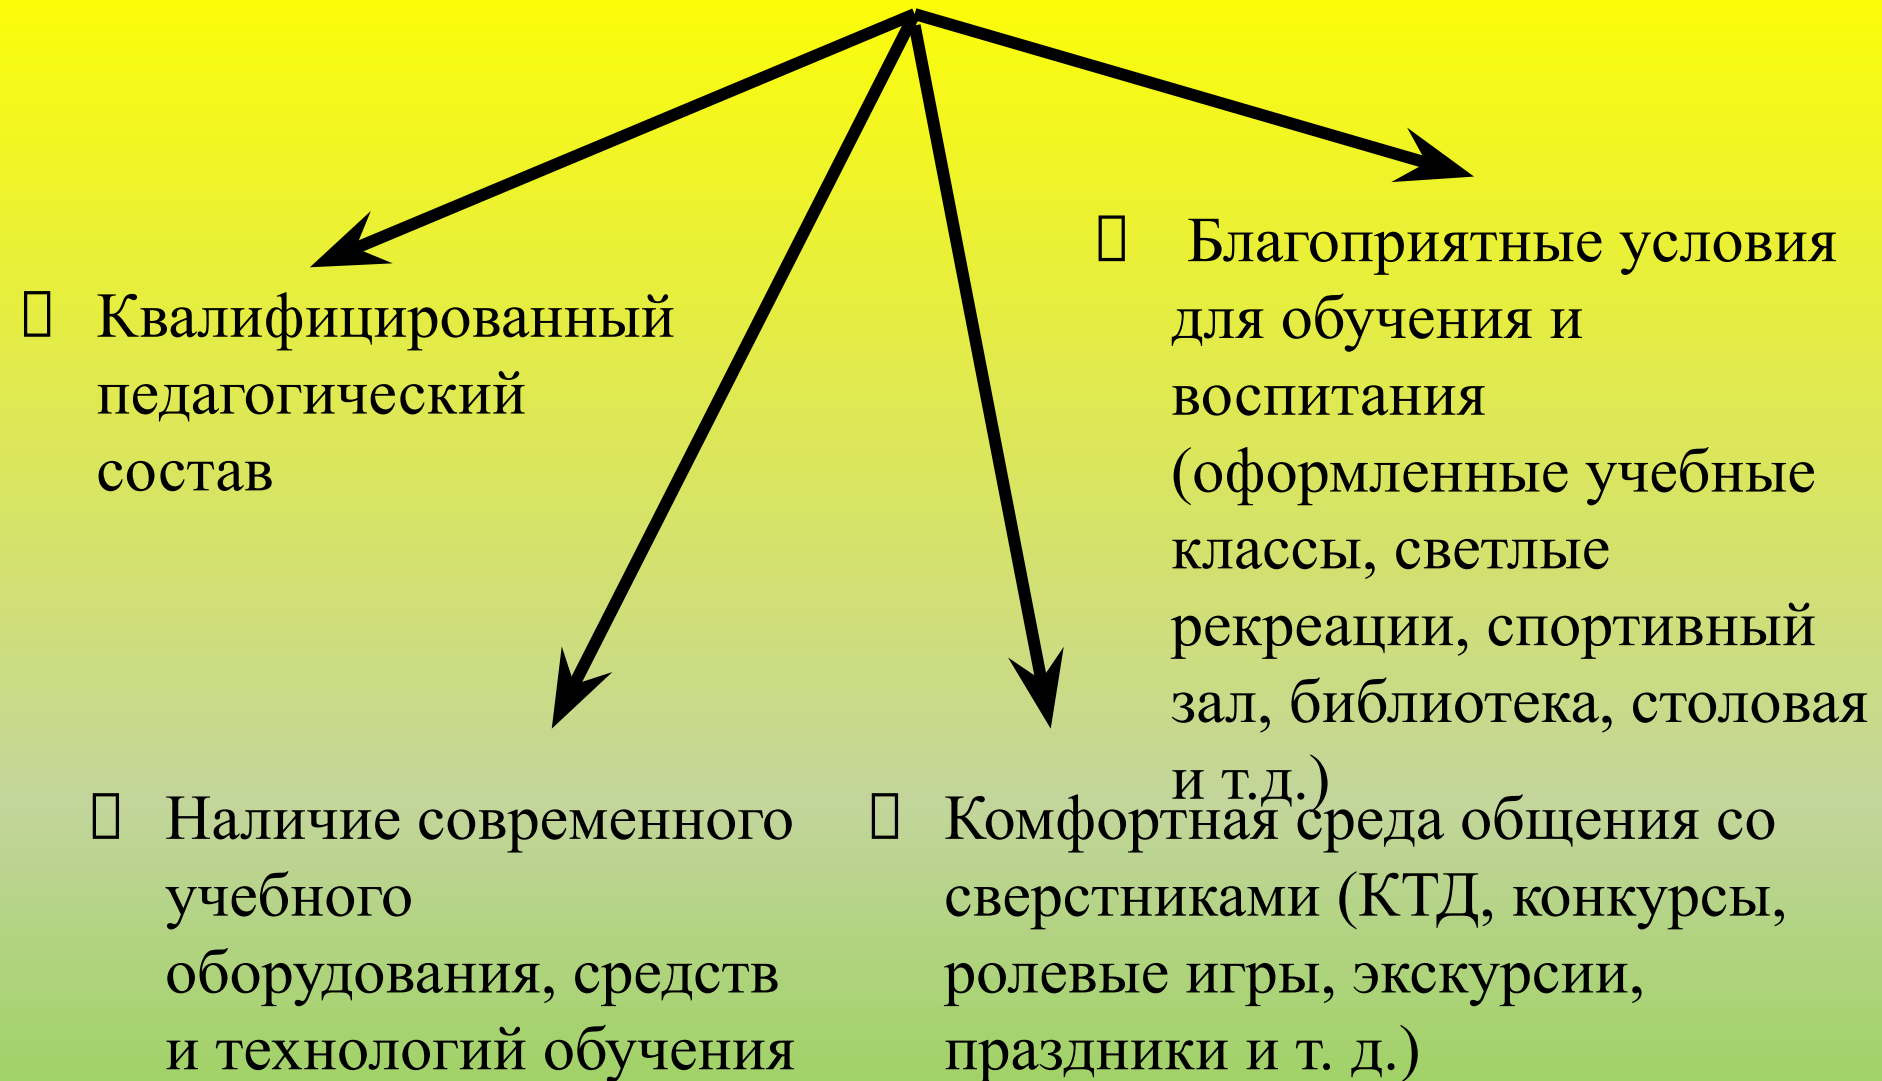 Квалифицированный
педагогический
состав
Благоприятные условия
для обучения и
воспитания
(оформленные учебные
классы, светлые
рекреации, спортивный
зал, библиотека, столовая
и т.д.)
Наличие современного
учебного
оборудования, средств
и технологий обучения
Комфортная среда общения со
сверстниками (КТД, конкурсы,
ролевые игры, экскурсии,
праздники и т. д.)